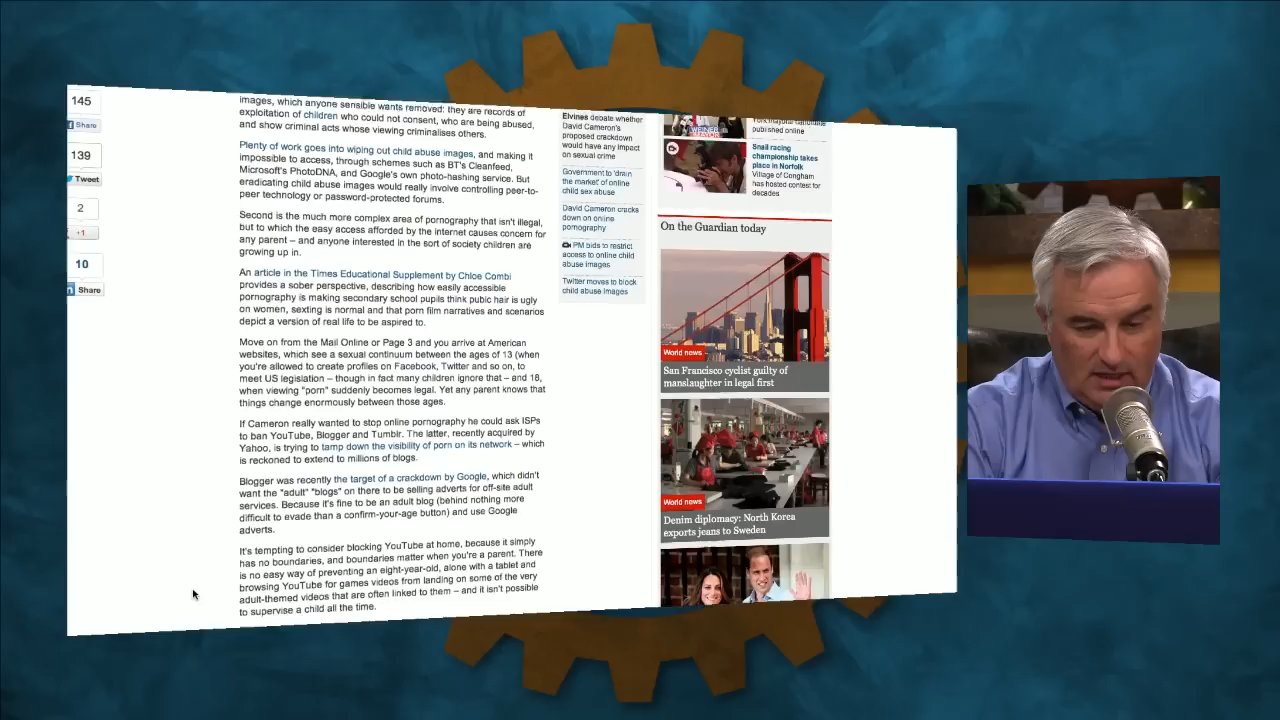 145
Share
139
Tweet
2
+1
10
Share
images, which anyone sensible wants removed: they are records of
exploitation of children who could not consent, who are being abused,
and show criminal acts whose viewing criminalises others.
Plenty of work goes into wiping out child abuse images, and making it
impossible to access, through schemes such as BT's Cleanfeed,
Microsoft's PhotoDNA, and Google's own photo-hashing service. But
eradicating child abuse images would really involve controlling peer-to-
peer technology or password-protected forums.
Second is the much more complex area of pornography that isn't illegal,
but to which the easy access afforded by the internet causes concern for
any parent – and anyone interested in the sort of society children are
growing up in.
An article in the Times Educational Supplement by Chloe Combi
provides a sober perspective, describing how easily accessible
pornography is making secondary school pupils think pubic hair is ugly
on women, sexting is normal and that porn film narratives and scenarios
depict a version of real life to be aspired to.
Move on from the Mail Online or Page 3 and you arrive at American
websites, which see a sexual continuum between the ages of 13 (when
you're allowed to create profiles on Facebook, Twitter and so on, to
meet US legislation – though in fact many children ignore that – and 18,
when viewing "porn" suddenly becomes legal. Yet any parent knows that
things change enormously between those ages.
If Cameron really wanted to stop online pornography he could ask ISPs
to ban YouTube, Blogger and Tumblr. The latter, recently acquired by
Yahoo, is trying to tamp down the visibility of porn on its network – which
is reckoned to extend to millions of blogs.
Blogger was recently the target of a crackdown by Google, which didn't
want the "adult" "blogs" on there to be selling adverts for off-site adult
services. Because it's fine to be an adult blog (behind nothing more
difficult to evade than a confirm-your-age button) and use Google
adverts.
It's tempting to consider blocking YouTube at home, because it simply
has no boundaries, and boundaries matter when you're a parent. There
is no easy way of preventing an eight-year-old, alone with a tablet and
browsing YouTube for games videos from landing on some of the very
adult-themed videos that are often linked to them – and it isn't possible
to supervise a child all the time.
Elvines debate whether
David Cameron's
proposed crackdown
would have any impact
on sexual crime
Government to 'drain
the market' of online
child sex abuse
David Cameron cracks
down on online
pornography
PM bids to restrict
access to online child
abuse images
Twitter moves to block
child abuse images
WEINER
published online
Snail racing
championship takes
place in Norfolk
Village of Congham
has hosted contest for
decades
On the Guardian today
World news
San Francisco cyclist guilty of
manslaughter in legal first
World news
Denim diplomacy: North Korea
exports jeans to Sweden